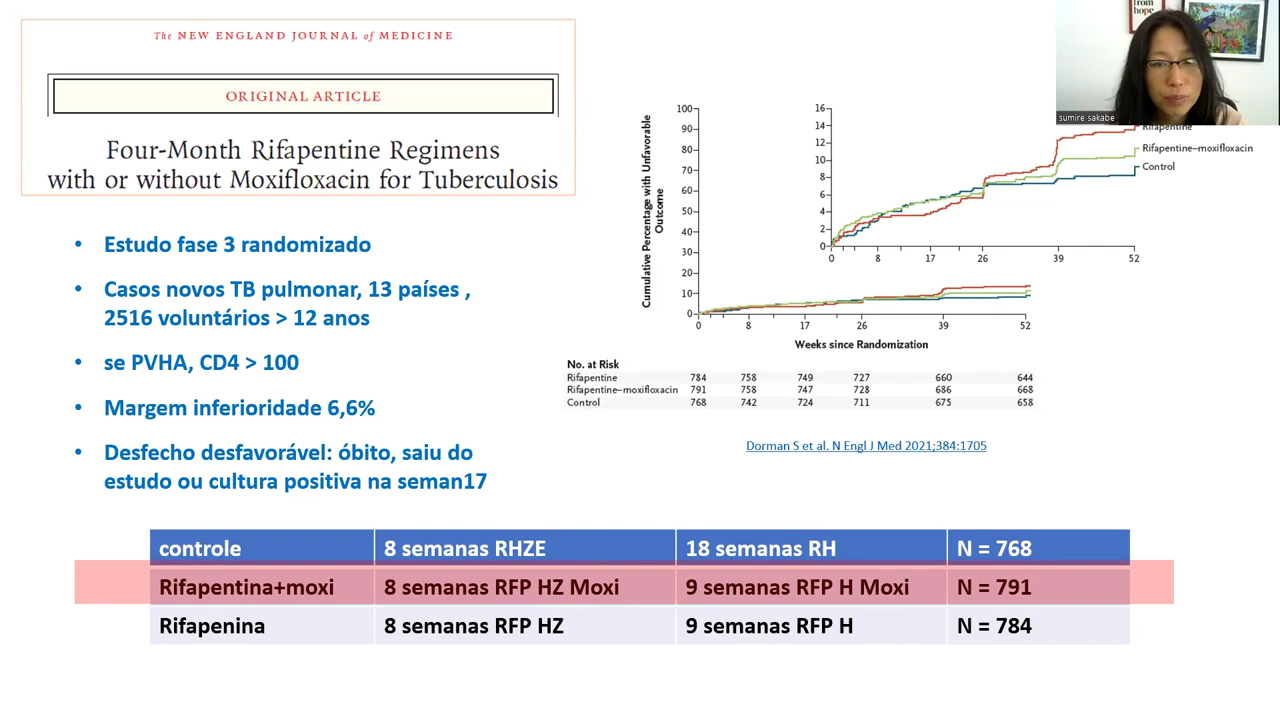 The NEW ENGLAND JOURNAL of MEDICINE
ORIGINAL ARTICLE
Four-Month Rifapentine Regimens
with or without Moxifloxacin for Tuberculosis
• Estudo fase 3 randomizado
• Casos novos TB pulmonar, 13 países ,
2516 voluntários > 12 anos
• se PVHA, CD4 > 100
• Margem inferioridade 6,6%
• Desfecho desfavorável: óbito, saiu do
estudo ou cultura positiva na seman17
from
hope
sumire sakabe
Cumulative Percentage with Unfavorable
Outcome
100
90
80
70
60
50
40
30
20
10
0
0 8 17 26 39 52
16
14
12
10
8
6
4
2
0
0 8 17 26 39 52
Rifapentine
Rifapentine–moxifloxacin
Control
Weeks since Randomization
No. at Risk
Rifapentine 784 758 749 727 660 644
Rifapentine–moxifloxacin 791 758 747 728 686 668
Control 768 742 724 711 675 658
Dorman S et al. N Engl J Med 2021;384:1705
controle 8 semanas RHZE 18 semanas RH N = 768
Rifapentina+moxi 8 semanas RFP HZ Moxi 9 semanas RFP H Moxi N = 791
Rifapenina 8 semanas RFP HZ 9 semanas RFP H N = 784